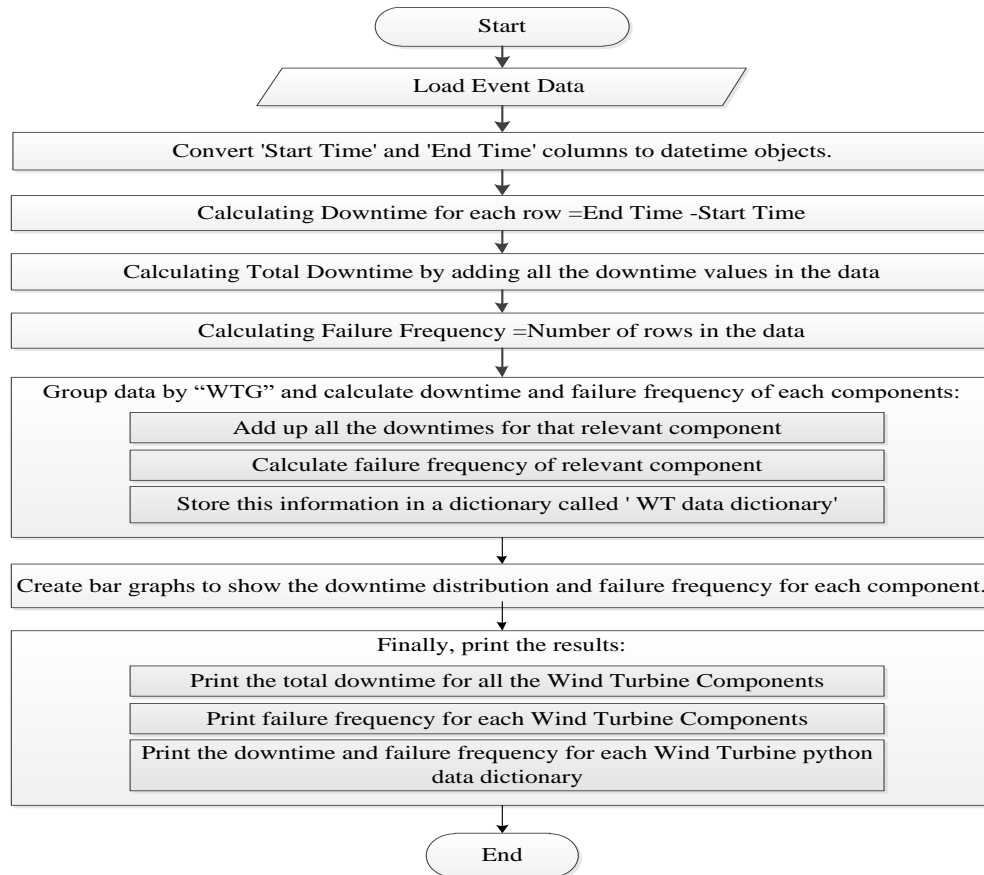 Start
Load Event Data
Convert 'Start Time' and 'End Time' columns to datetime objects.
Calculating Downtime for each row =End Time -Start Time
Calculating Total Downtime by adding all the downtime values in the data
Calculating Failure Frequency =Number of rows in the data
Group data by “WTG” and calculate downtime and failure frequency of each components:
Add up all the downtimes for that relevant component
Calculate failure frequency of relevant component
Store this information in a dictionary called ' WT data dictionary'
Create bar graphs to show the downtime distribution and failure frequency for each component.
Finally, print the results:
Print the total downtime for all the Wind Turbine Components
Print failure frequency for each Wind Turbine Components
Print the downtime and failure frequency for each Wind Turbine python
data dictionary
End